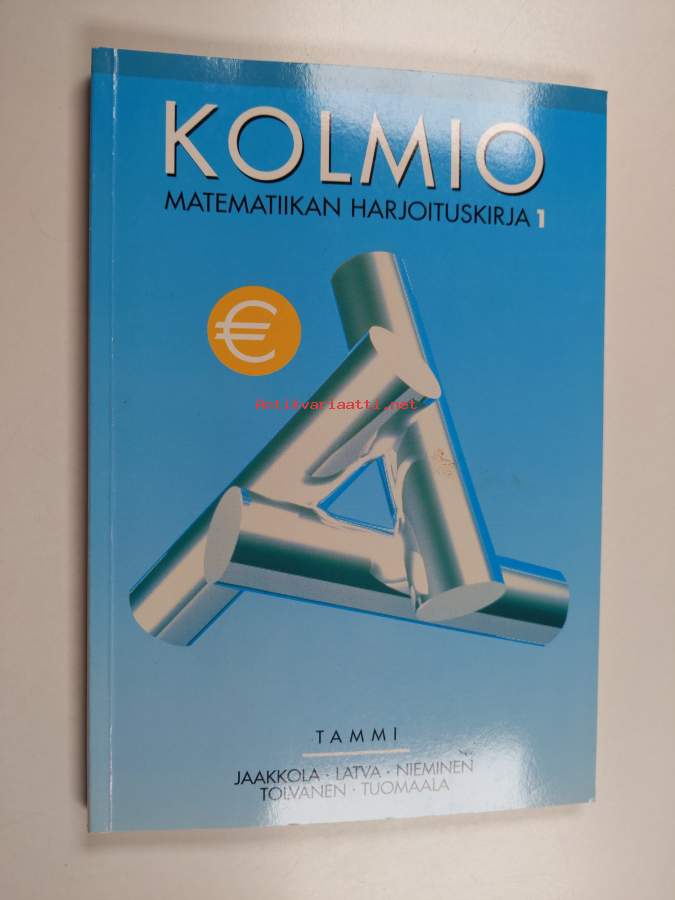 KOLMIO
MATEMATIIKAN HARJOITUSKIRJA 1
€
Antikvariaatti.net
TAMMI
JAAKKOLA · LATVA · NIEMINEN
TOLVANEN · TUOMAALA